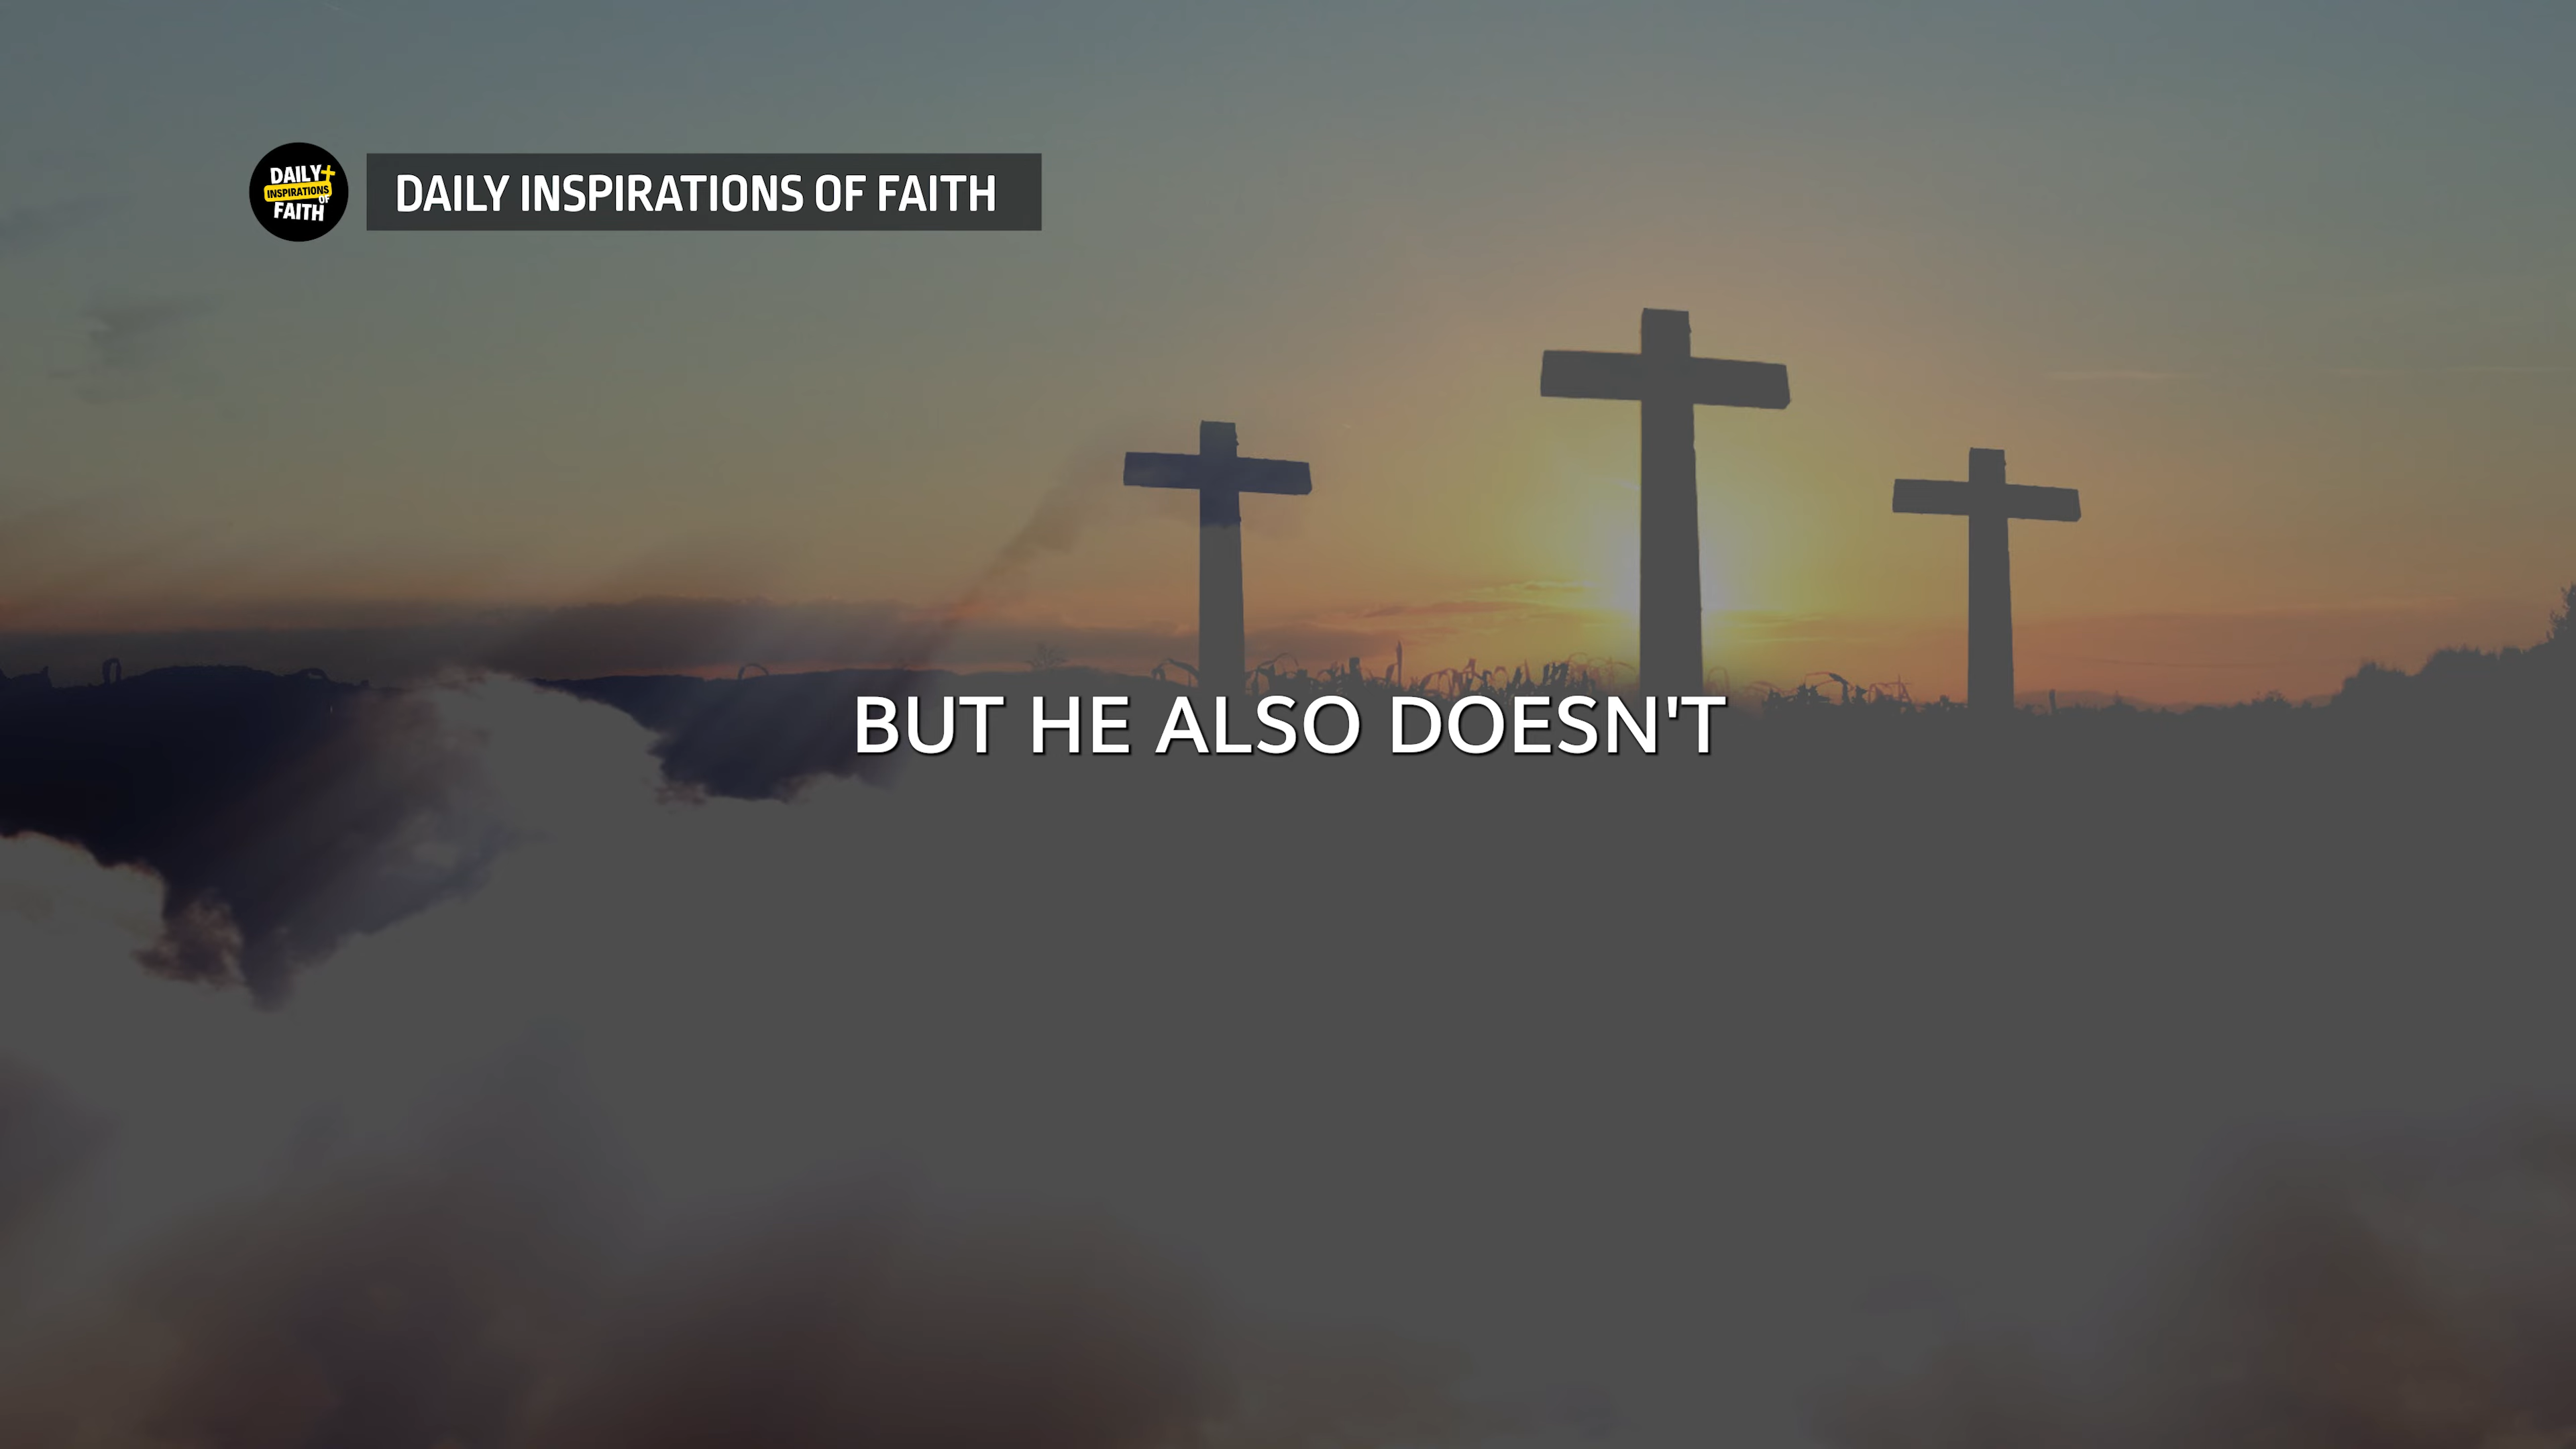 DAILY
INSPIRATIONS
OF
FAITH
DAILY INSPIRATIONS OF FAITH
BUT HE ALSO DOESN'T